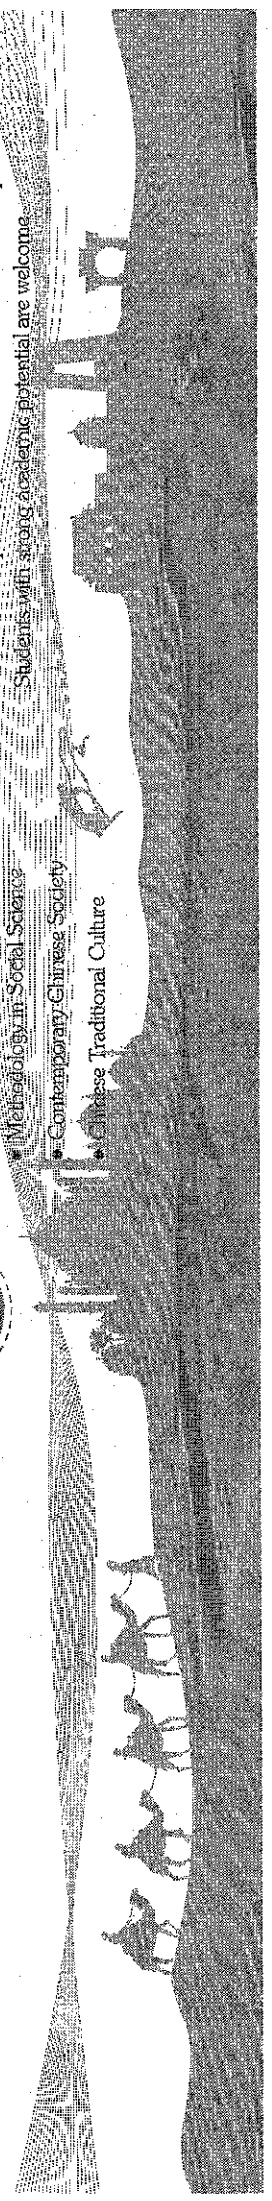 • Methodology in Social Science
• Contemporary Chinese Society
• Chinese Traditional Culture
Students with strong academic potential are welcome.